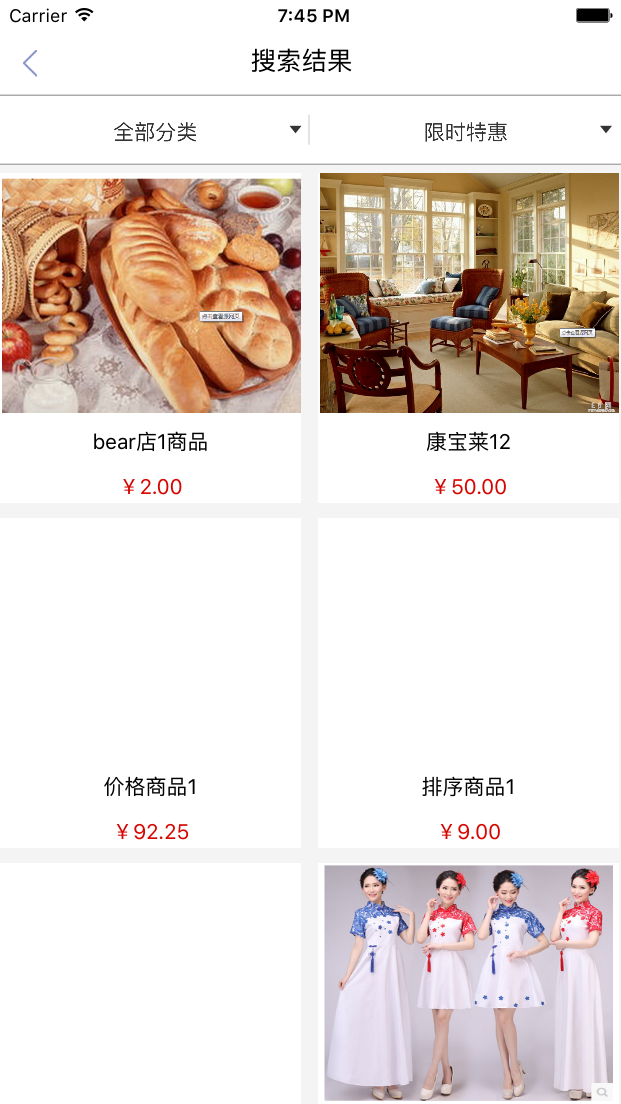 Carrier 7:45 PM
搜索结果
全部分类 限时特惠
bear店1商品 康宝莱12
￥2.00 ￥50.00
价格商品1 排序商品1
￥92.25 ￥9.00